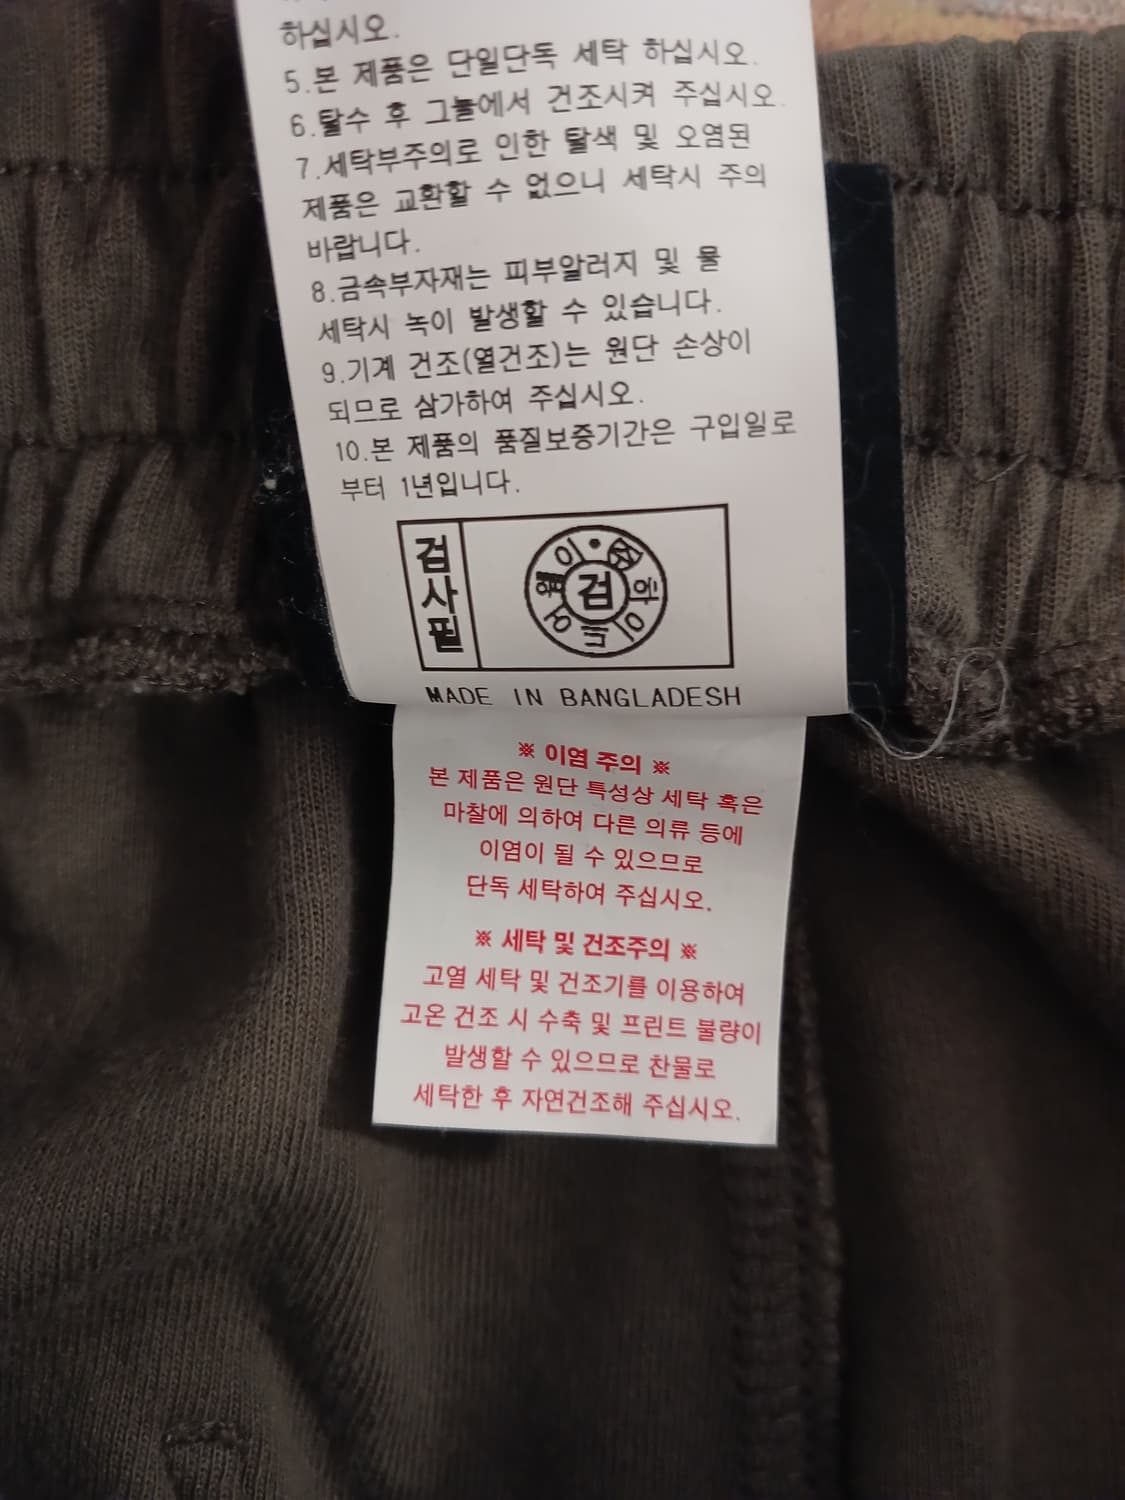 하십시오.
5.본 제품은 단일단독 세탁 하십시오.
6.탈수 후 그늘에서 건조시켜 주십시오.
7.세탁부주의로 인한 탈색 및 오염된
제품은 교환할 수 없으니 세탁시 주의
바랍니다.
8.금속부자재는 피부알러지 및 물
세탁시 녹이 발생할 수 있습니다.
9.기계 건조(열건조)는 원단 손상이
되므로 삼가하여 주십시오.
10.본 제품의 품질보증기간은 구입일로
부터 1년입니다.
검사필
검
MADE IN BANGLADESH
※ 이염 주의 ※
본 제품은 원단 특성상 세탁 혹은
마찰에 의하여 다른 의류 등에
이염이 될 수 있으므로
단독 세탁하여 주십시오.
※ 세탁 및 건조주의 ※
고열 세탁 및 건조기를 이용하여
고온 건조 시 수축 및 프린트 불량이
발생할 수 있으므로 찬물로
세탁한 후 자연건조해 주십시오.